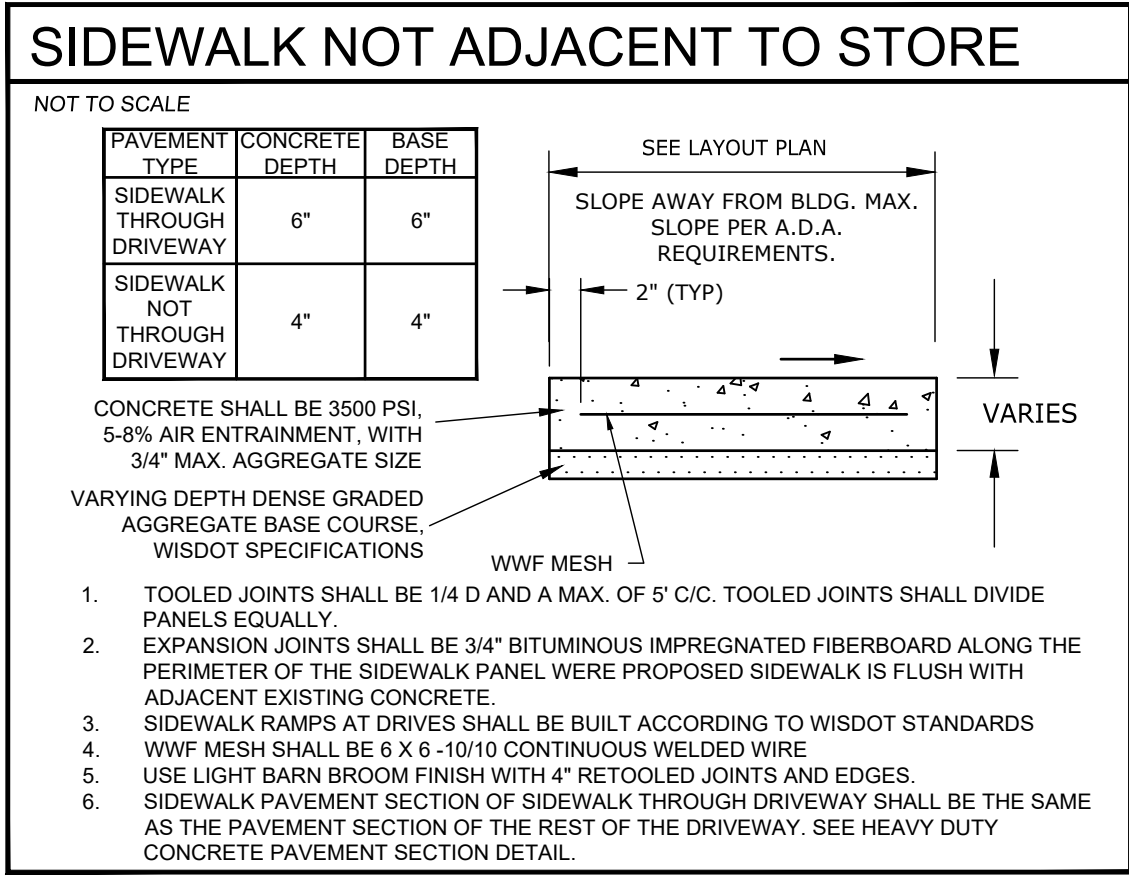 SIDEWALK NOT ADJACENT TO STORE
NOT TO SCALE
PAVEMENT TYPE CONCRETE DEPTH BASE DEPTH
SIDEWALK THROUGH DRIVEWAY 6" 6"
SIDEWALK NOT THROUGH DRIVEWAY 4" 4"
SEE LAYOUT PLAN
SLOPE AWAY FROM BLDG. MAX.
SLOPE PER A.D.A.
REQUIREMENTS.
2" (TYP)
VARIES
CONCRETE SHALL BE 3500 PSI,
5-8% AIR ENTRAINMENT, WITH
3/4" MAX. AGGREGATE SIZE
VARYING DEPTH DENSE GRADED
AGGREGATE BASE COURSE,
WISDOT SPECIFICATIONS
WWF MESH
1. TOOLED JOINTS SHALL BE 1/4 D AND A MAX. OF 5' C/C. TOOLED JOINTS SHALL DIVIDE
PANELS EQUALLY.
2. EXPANSION JOINTS SHALL BE 3/4" BITUMINOUS IMPREGNATED FIBERBOARD ALONG THE
PERIMETER OF THE SIDEWALK PANEL WERE PROPOSED SIDEWALK IS FLUSH WITH
ADJACENT EXISTING CONCRETE.
3. SIDEWALK RAMPS AT DRIVES SHALL BE BUILT ACCORDING TO WISDOT STANDARDS
4. WWF MESH SHALL BE 6 X 6 -10/10 CONTINUOUS WELDED WIRE
5. USE LIGHT BARN BROOM FINISH WITH 4" RETOOLED JOINTS AND EDGES.
6. SIDEWALK PAVEMENT SECTION OF SIDEWALK THROUGH DRIVEWAY SHALL BE THE SAME
AS THE PAVEMENT SECTION OF THE REST OF THE DRIVEWAY. SEE HEAVY DUTY
CONCRETE PAVEMENT SECTION DETAIL.